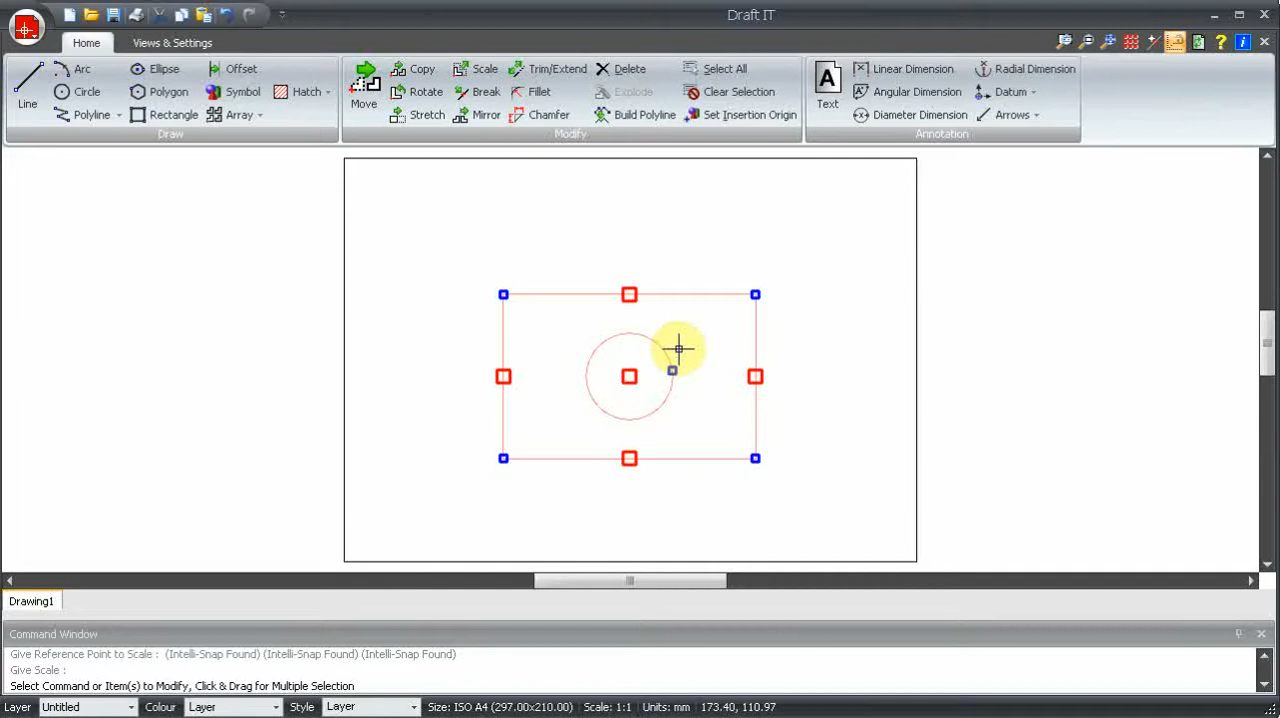 Draft IT
Home Views & Settings
Line Arc Ellipse Offset Copy Scale Trim/Extend Delete Select All Linear Dimension Radial Dimension
Circle Polygon Symbol Hatch Move Rotate Break Fillet Explode Clear Selection A Text Angular Dimension Datum
Polyline Rectangle Array Stretch Mirror Chamfer Build Polyline Set Insertion Origin Diameter Dimension Arrows
Draw Modify Annotation
Drawing1
Command Window
Give Reference Point to Scale : (Intelli-Snap Found) (Intelli-Snap Found) (Intelli-Snap Found)
Give Scale :
Select Command or Item(s) to Modify, Click & Drag for Multiple Selection
Layer Untitled Colour Layer Style Layer Size: ISO A4 (297.00x210.00) Scale: 1:1 Units: mm 173.40, 110.97